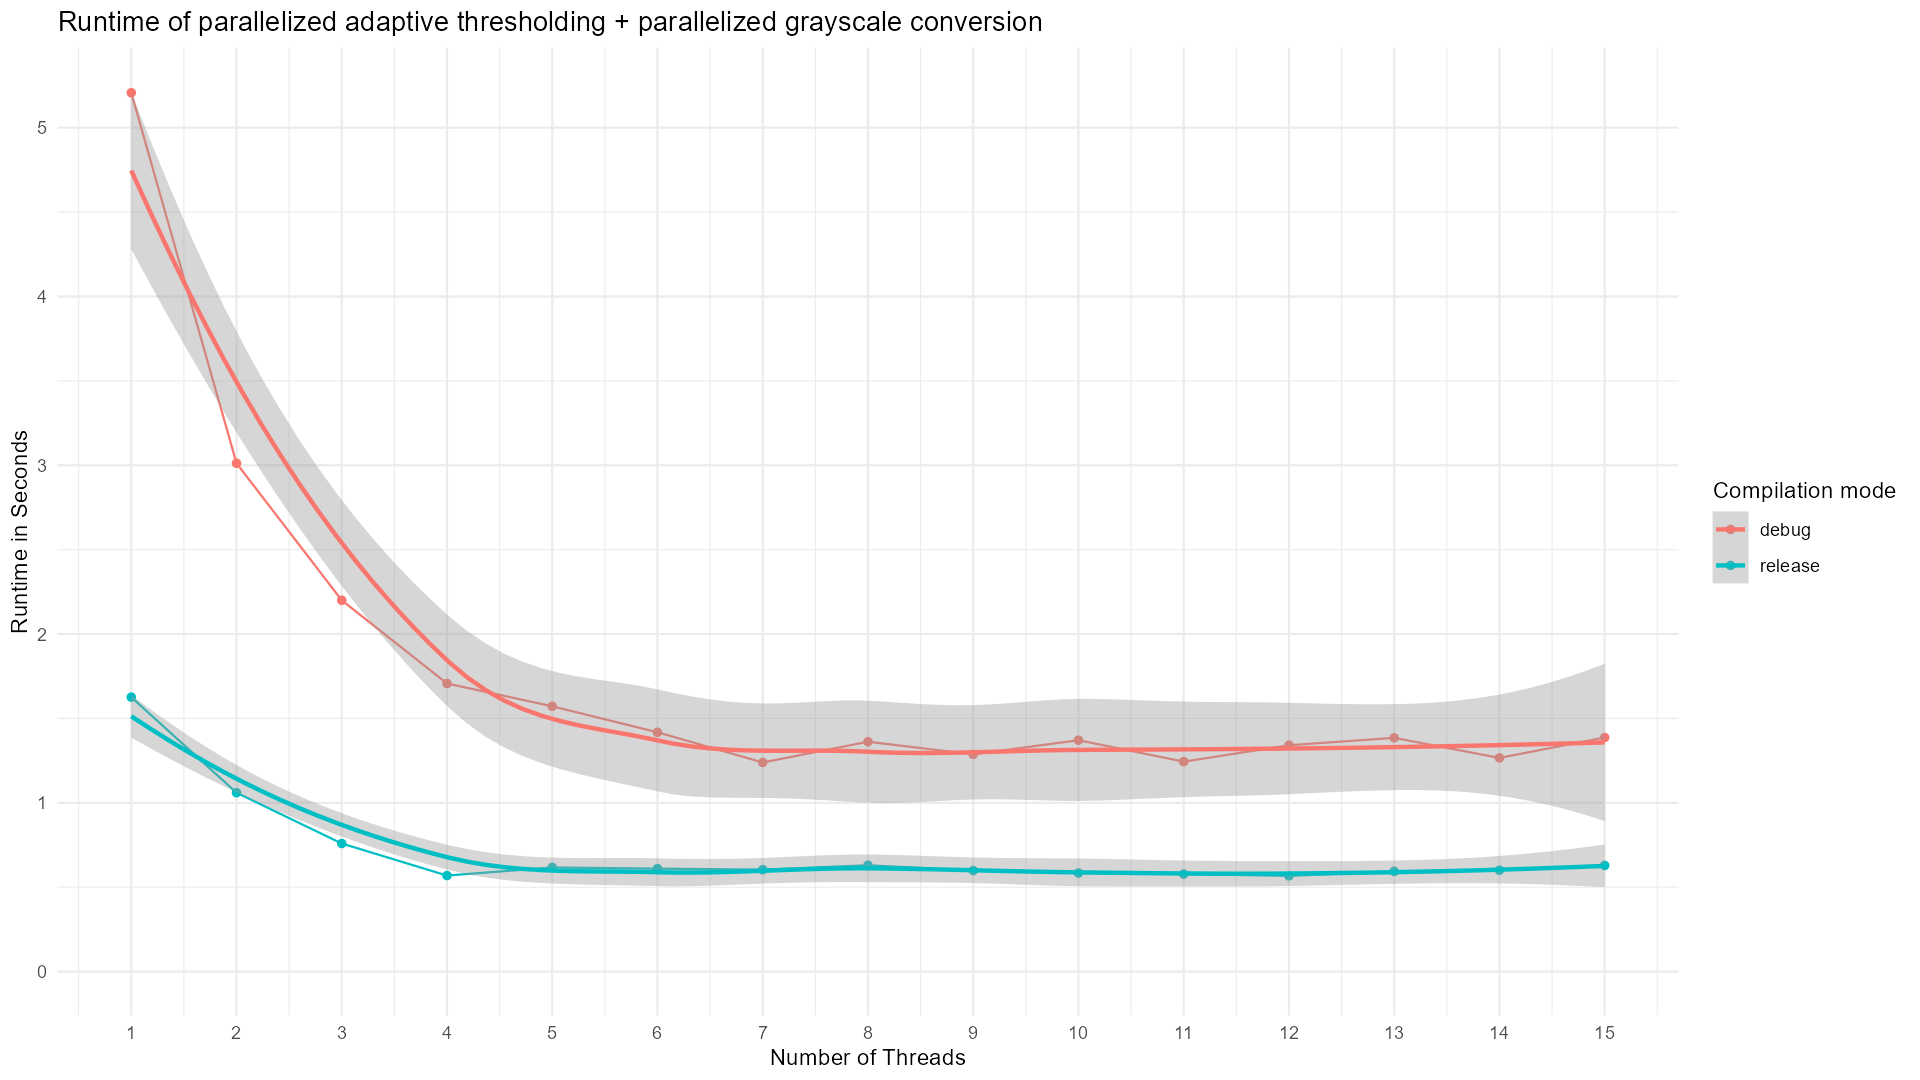 Runtime of parallelized adaptive thresholding + parallelized grayscale conversion
Runtime in Seconds
5
4
3
2
1
0
1 2 3 4 5 6 7 8 9 10 11 12 13 14 15
Number of Threads
Compilation mode
debug
release